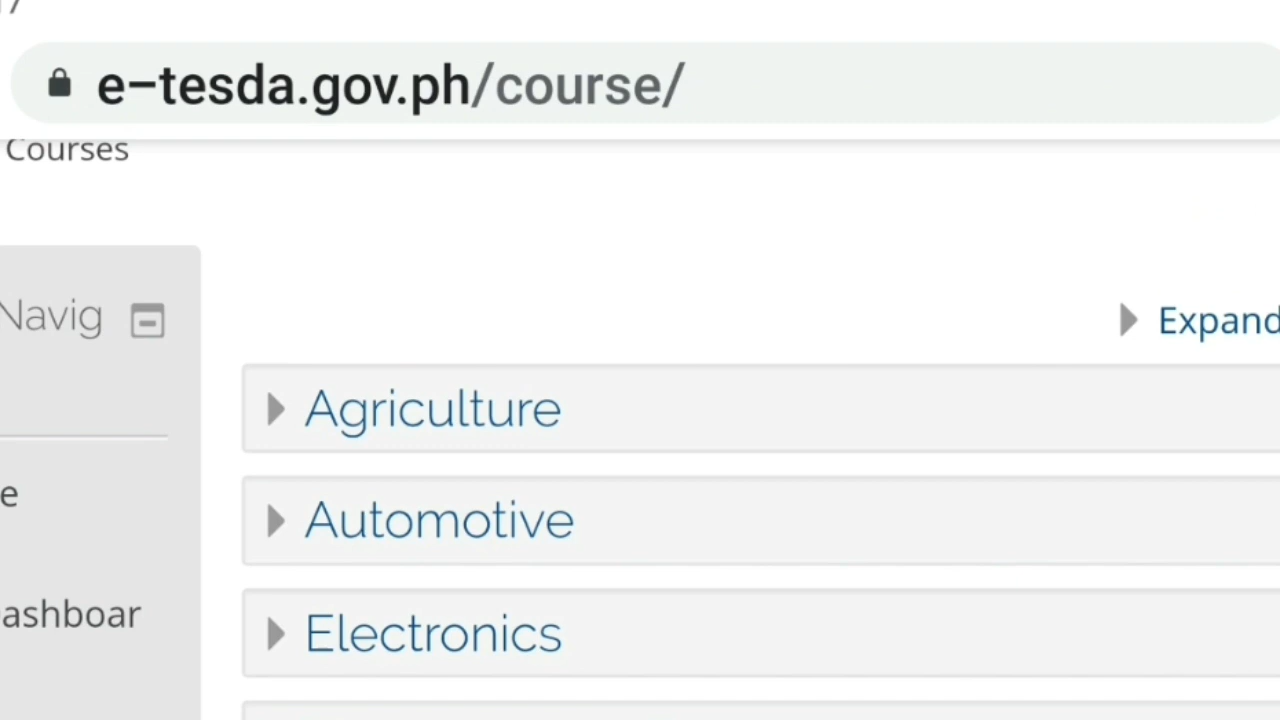 e-tesda.gov.ph/course/
Courses
Navig
Expand
Agriculture
Automotive
e
ashboar
Electronics